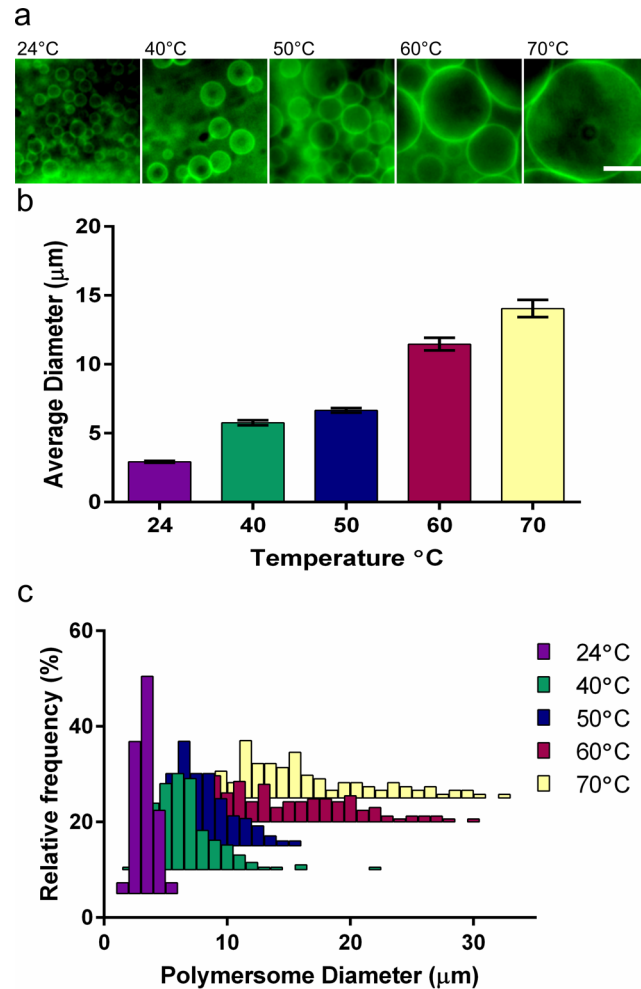 a
24°C 40°C 50°C 60°C 70°C
b
20
15
10
5
0
Average Diameter (μm)
24 40 50 60 70
Temperature °C
c
60
40
20
0
Relative frequency (%)
24°C
40°C
50°C
60°C
70°C
0 10 20 30
Polymersome Diameter (μm)